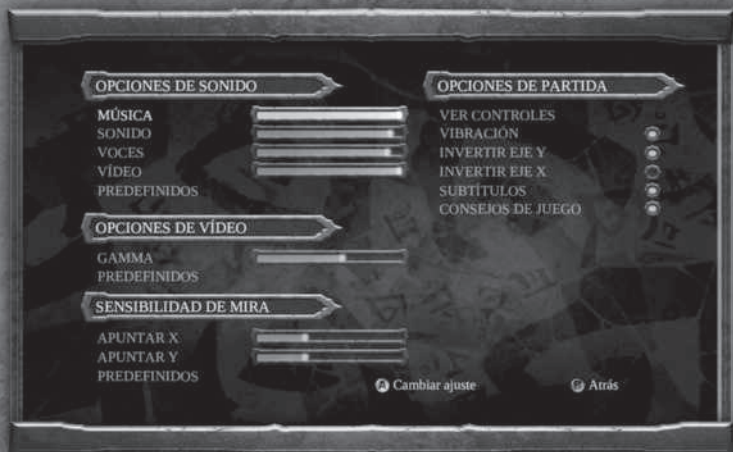 OPCIONES DE SONIDO
MÚSICA
SONIDO
VOCES
VÍDEO
PREDEFINIDOS
OPCIONES DE VÍDEO
GAMMA
PREDEFINIDOS
SENSIBILIDAD DE MIRA
APUNTAR X
APUNTAR Y
PREDEFINIDOS
OPCIONES DE PARTIDA
VER CONTROLES
VIBRACIÓN
INVERTIR EJE Y
INVERTIR EJE X
SUBTÍTULOS
CONSEJOS DE JUEGO
A Cambiar ajuste
B Atrás